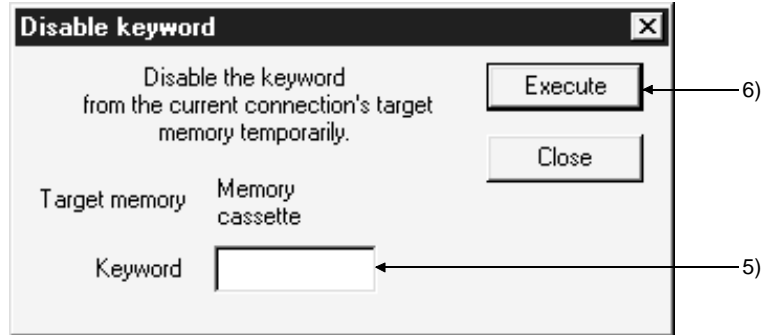 Disable keyword
Disable the keyword
from the current connection's target
memory temporarily.
Execute
6)
Close
Target memory
Memory
cassette
Keyword
5)